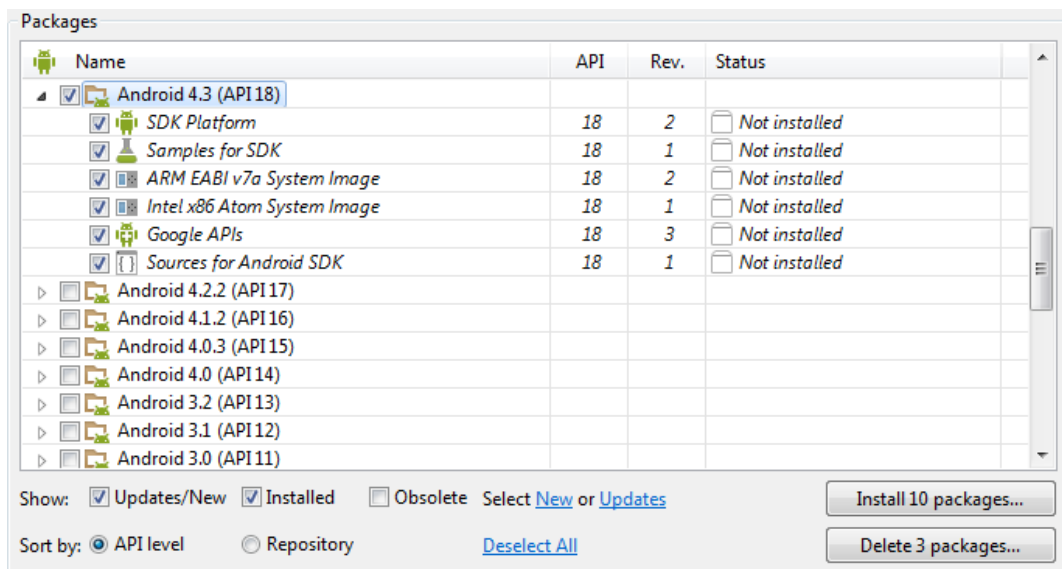 Packages
Name API Rev. Status
Android 4.3 (API 18)
SDK Platform 18 2 Not installed
Samples for SDK 18 1 Not installed
ARM EABI v7a System Image 18 2 Not installed
Intel x86 Atom System Image 18 1 Not installed
Google APIs 18 3 Not installed
Sources for Android SDK 18 1 Not installed
Android 4.2.2 (API 17)
Android 4.1.2 (API 16)
Android 4.0.3 (API 15)
Android 4.0 (API 14)
Android 3.2 (API 13)
Android 3.1 (API 12)
Android 3.0 (API 11)
Show: Updates/New Installed Obsolete Select New or Updates Install 10 packages...
Sort by: API level Repository Deselect All Delete 3 packages...